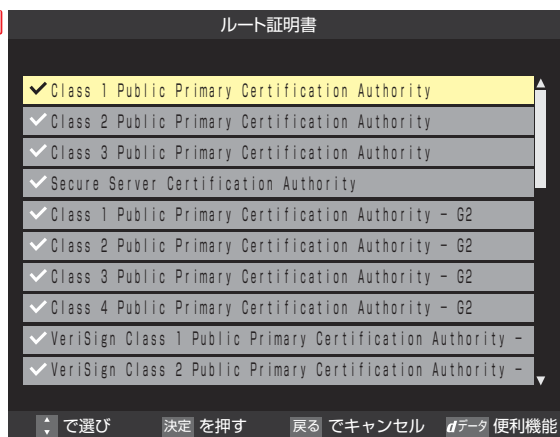 ルート証明書
Class 1 Public Primary Certification Authority
Class 2 Public Primary Certification Authority
Class 3 Public Primary Certification Authority
Secure Server Certification Authority
Class 1 Public Primary Certification Authority - G2
Class 2 Public Primary Certification Authority - G2
Class 3 Public Primary Certification Authority - G2
Class 4 Public Primary Certification Authority - G2
VeriSign Class 1 Public Primary Certification Authority -
VeriSign Class 2 Public Primary Certification Authority -
で選び 決定 を押す 戻る でキャンセル dデータ 便利機能